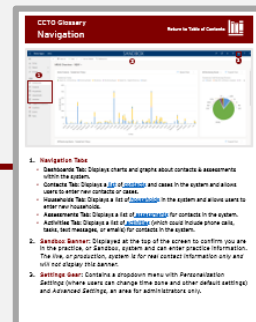 CCTO Glossary
Navigation
Return to Table of Contents
1
2
3
1. Navigation Tabs
◦ Dashboards Tab: Displays charts and graphs about contacts & assessments
within the system.
◦ Contacts Tab: Displays a list of contacts and cases in the system and allows
users to enter new contacts or cases.
◦ Households Tab: Displays a list of households in the system and allows users to
enter new households.
◦ Assessments Tab: Displays a list of assessments for contacts in the system.
◦ Activities Tab: Displays a list of activities (which could include phone calls,
tasks, text messages, or emails) for contacts in the system.
2. Sandbox Banner: Displayed at the top of the screen to confirm you are
in the practice, or Sandbox, system and can enter practice information.
The live, or production, system is for real contact information only and
will not display this banner.
3. Settings Gear: Contains a dropdown menu with Personalization
Settings (where users can change time zone and other default settings)
and Advanced Settings, an area for administrators only.